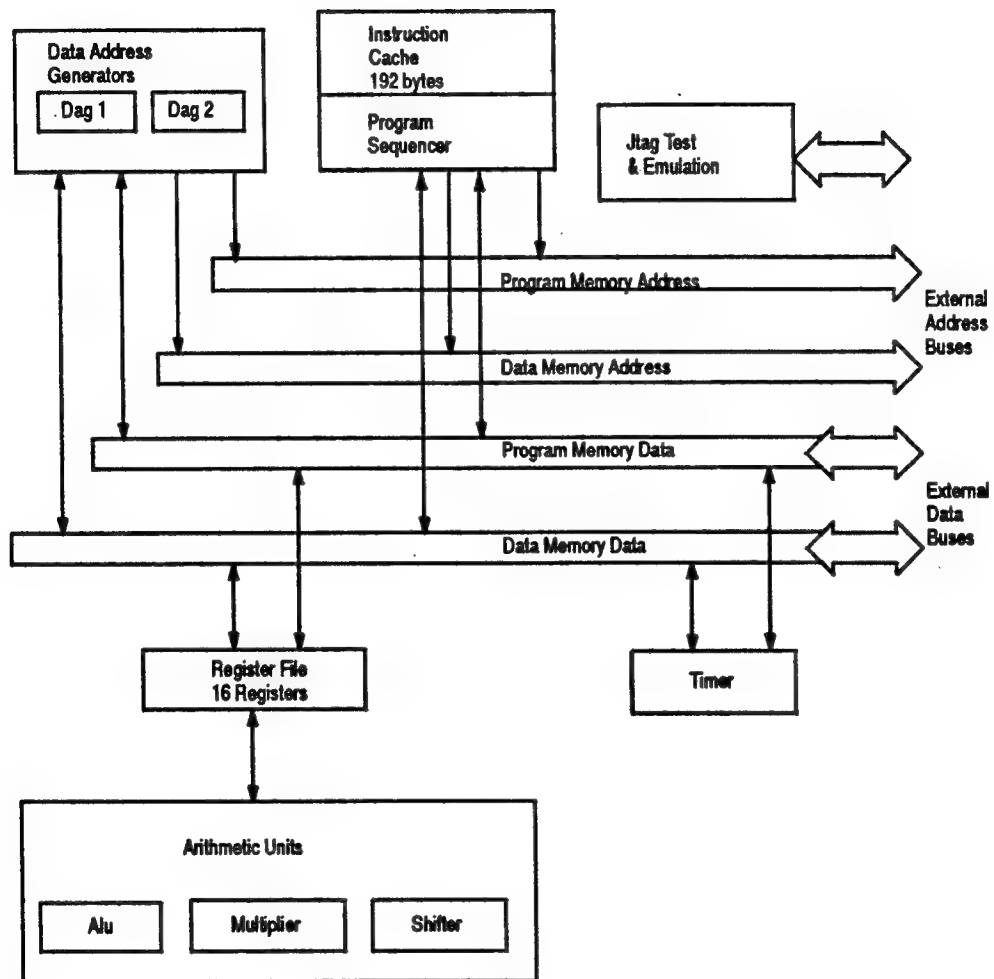 Data Address
Generators
Dag 1
Dag 2
Instruction
Cache
192 bytes
Program
Sequencer
Jtag Test
& Emulation
Program Memory Address
External
Address
Buses
Data Memory Address
Program Memory Data
External
Data
Buses
Data Memory Data
Register File
16 Registers
Timer
Arithmetic Units
Alu
Multiplier
Shifter